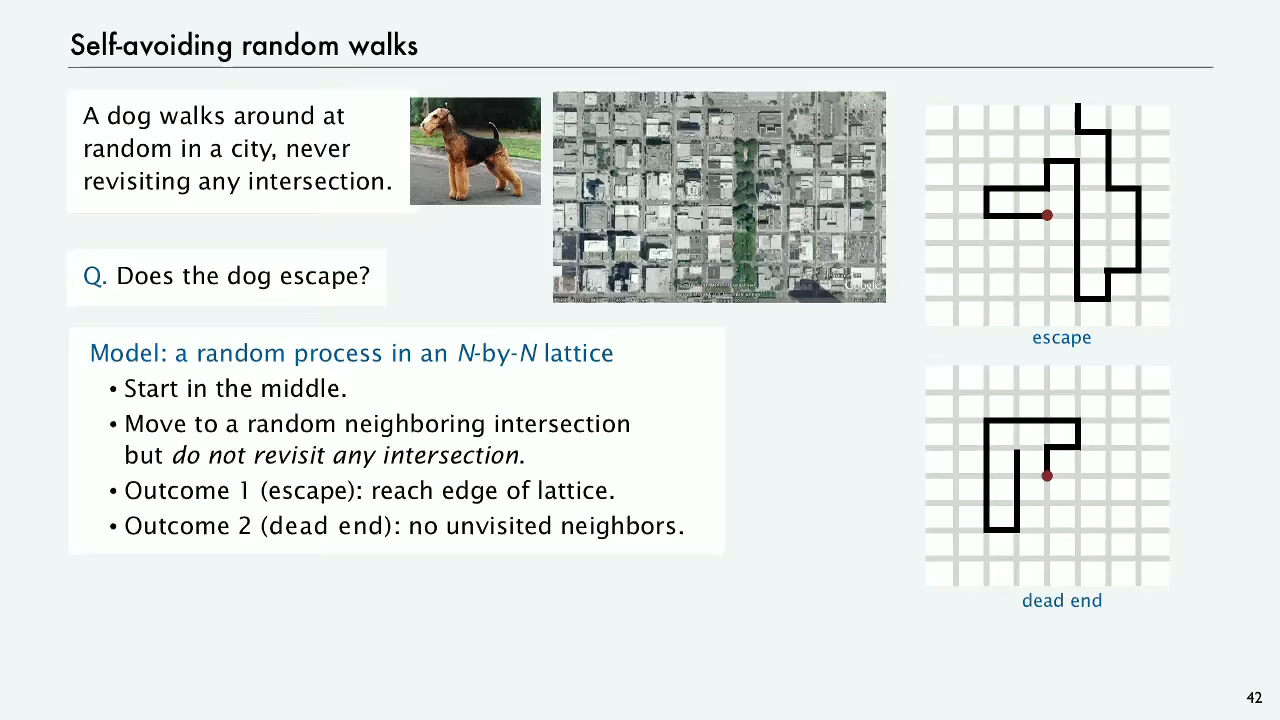 Self-avoiding random walks
A dog walks around at
random in a city, never
revisiting any intersection.
Q. Does the dog escape?
Model: a random process in an N-by-N lattice
• Start in the middle.
• Move to a random neighboring intersection
but do not revisit any intersection.
• Outcome 1 (escape): reach edge of lattice.
• Outcome 2 (dead end): no unvisited neighbors.
Google
escape
dead end
42